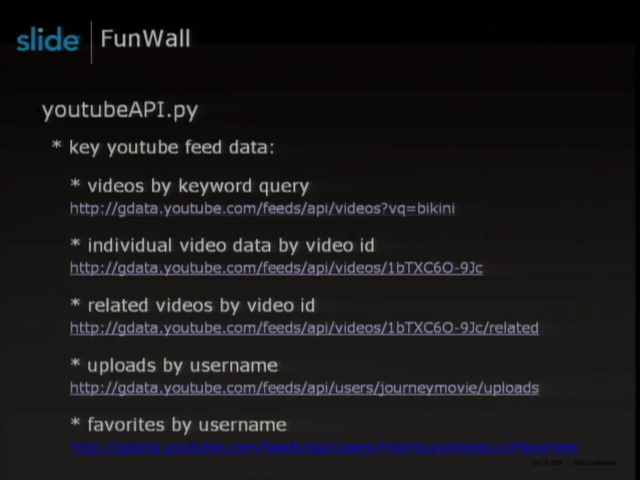 slide FunWall
youtubeAPI.py
* key youtube feed data:
* videos by keyword query
http://gdata.youtube.com/feeds/api/videos?vq=bikini
* individual video data by video id
http://gdata.youtube.com/feeds/api/videos/1bTXC6O-9Jc
* related videos by video id
http://gdata.youtube.com/feeds/api/videos/1bTXC6O-9Jc/related
* uploads by username
http://gdata.youtube.com/feeds/api/users/journeymovie/uploads
* favorites by username